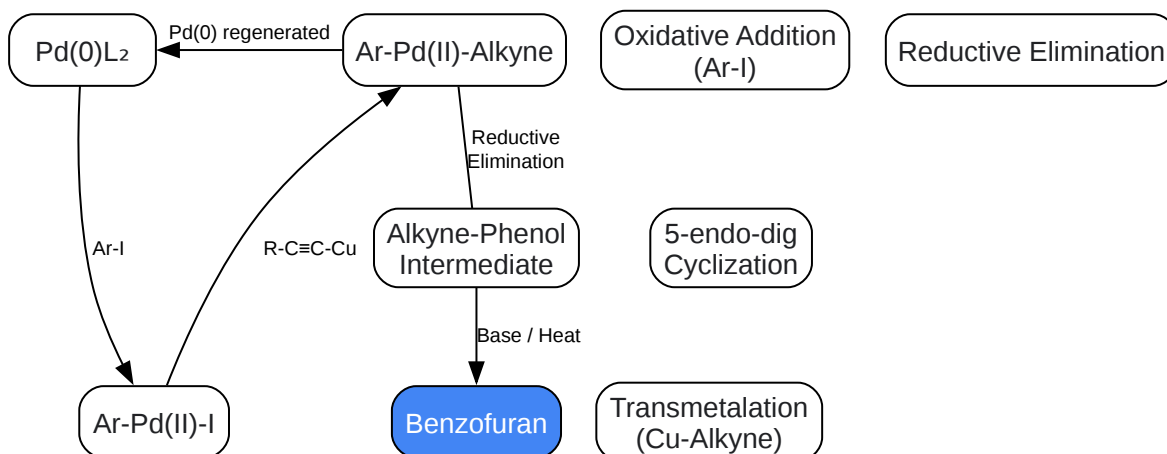 Pd(0)L₂
Pd(0) regenerated
Ar-Pd(II)-Alkyne
Oxidative Addition
(Ar-I)
Reductive Elimination
Reductive
Elimination
Ar-I
R-C≡C-Cu
Alkyne-Phenol
Intermediate
5-endo-dig
Cyclization
Base / Heat
Ar-Pd(II)-I
Benzofuran
Transmetalation
(Cu-Alkyne)